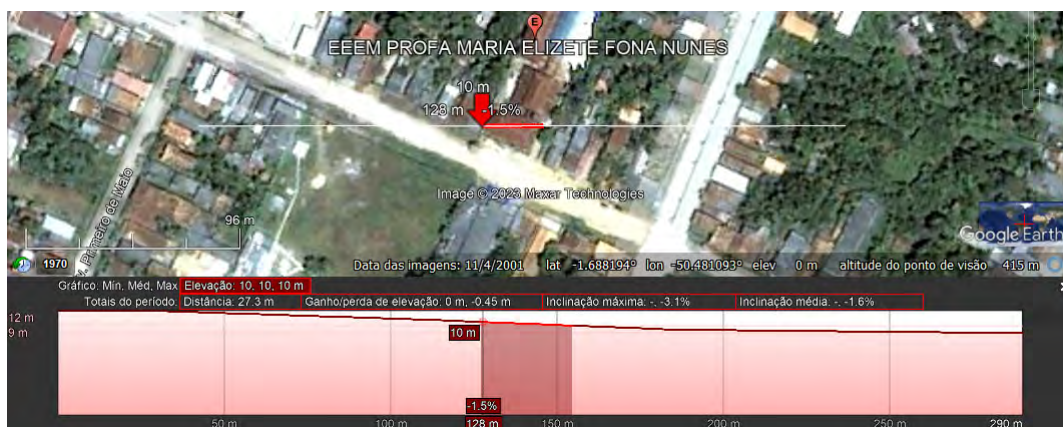 E
EEEM PROFA MARIA ELIZETE FONA NUNES
10 m
128 m -1.5%
Image © 2023 Maxar Technologies
Primeiro de Maio
96 m
Google Earth
1970
Data das imagens: 11/4/2001 lat -1.688194° lon -50.481093° elev 0 m altitude do ponto de visão 415 m
Gráfico: Mín, Méd, Max Elevação: 10, 10, 10 m
Totais do período: Distância: 27.3 m Ganho/perda de elevação: 0 m, -0.45 m Inclinação máxima: -, -3.1% Inclinação média: -, -1.6%
12 m
9 m
10 m
-1.5%
50 m 100 m 128 m 150 m 200 m 250 m 290 m